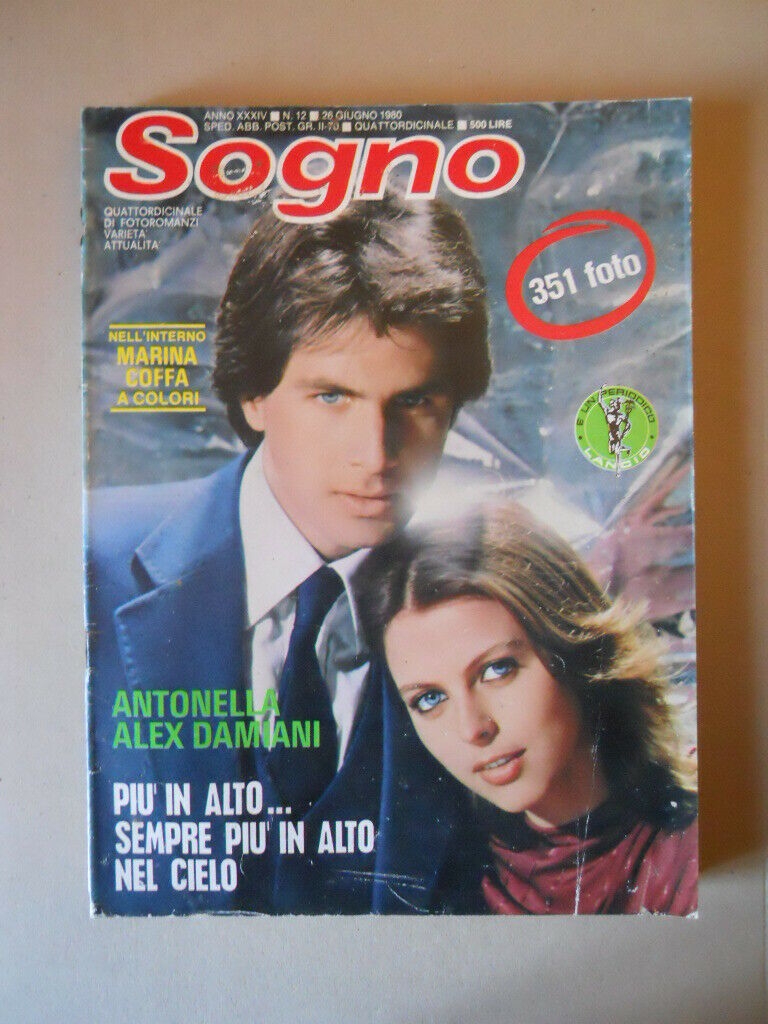 ANNO XXXIV ■ N. 12 ■ 26 GIUGNO 1980
SPED. ABB. POST. GR. II-70 ■ QUATTORDICINALE ■ 500 LIRE
Sogno
QUATTORDICINALE
DI FOTOROMANZI
VARIETA'
ATTUALITA'
351 foto
NELL'INTERNO
MARINA
COFFA
A COLORI
E UN PERIODICO
LANCIO
ANTONELLA
ALEX DAMIANI
PIU' IN ALTO...
SEMPRE PIU' IN ALTO
NEL CIELO